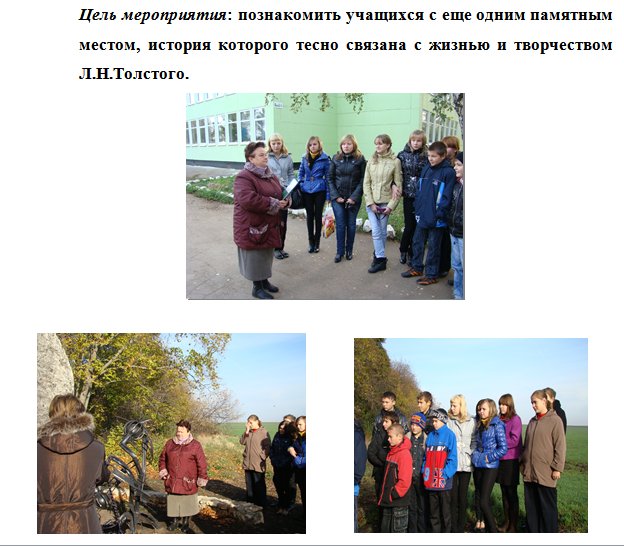 Цель мероприятия: познакомить учащихся с еще одним памятным
местом, история которого тесно связана с жизнью и творчеством
Л.Н.Толстого.